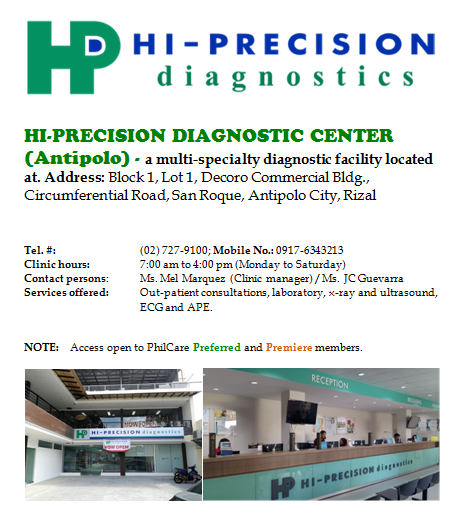 HP HI-PRECISION
diagnostics
HI-PRECISION DIAGNOSTIC CENTER
(Antipolo) - a multi-specialty diagnostic facility located
at. Address: Block 1, Lot 1, Decoro Commercial Bldg.,
Circumferential Road, San Roque, Antipolo City, Rizal
Tel. #: (02) 727-9100; Mobile No.: 0917-6343213
Clinic hours: 7:00 am to 4:00 pm (Monday to Saturday)
Contact persons: Ms. Mel Marquez (Clinic manager) / Ms. JC Guevarra
Services offered: Out-patient consultations, laboratory, x-ray and ultrasound,
ECG and APE.
NOTE: Access open to PhilCare Preferred and Premiere members.
NOW OPEN
HP HI-PRECISION diagnostics
NOW OPEN
RECEPTION
HP HI-PRECISION diagnostics